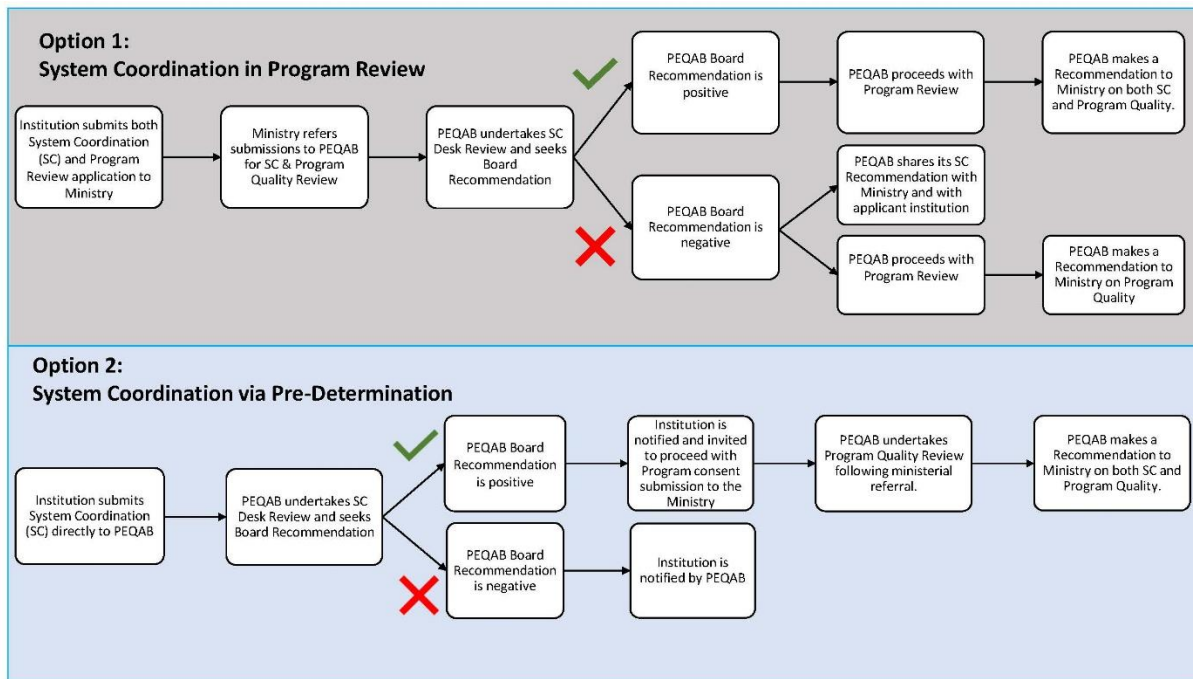 Option 1:
System Coordination in Program Review
Institution submits both
System Coordination
(SC) and Program
Review application to
Ministry
Ministry refers
submissions to PEQAB
for SC & Program
Quality Review
PEQAB undertakes SC
Desk Review and seeks
Board
Recommendation
PEQAB Board
Recommendation is
positive
PEQAB proceeds with
Program Review
PEQAB makes a
Recommendation to
Ministry on both SC
and Program Quality.
PEQAB Board
Recommendation is
negative
PEQAB shares its SC
Recommendation with
Ministry and with
applicant institution
PEQAB proceeds with
Program Review
PEQAB makes a
Recommendation to
Ministry on Program
Quality
Option 2:
System Coordination via Pre-Determination
Institution submits
System Coordination
(SC) directly to PEQAB
PEQAB undertakes SC
Desk Review and seeks
Board Recommendation
PEQAB Board
Recommendation
is positive
Institution is
notified and invited
to proceed with
Program consent
submission to the
Ministry
PEQAB undertakes
Program Quality Review
following ministerial
referral.
PEQAB makes a
Recommendation to
Ministry on both SC and
Program Quality.
PEQAB Board
Recommendation
is negative
Institution is
notified by PEQAB